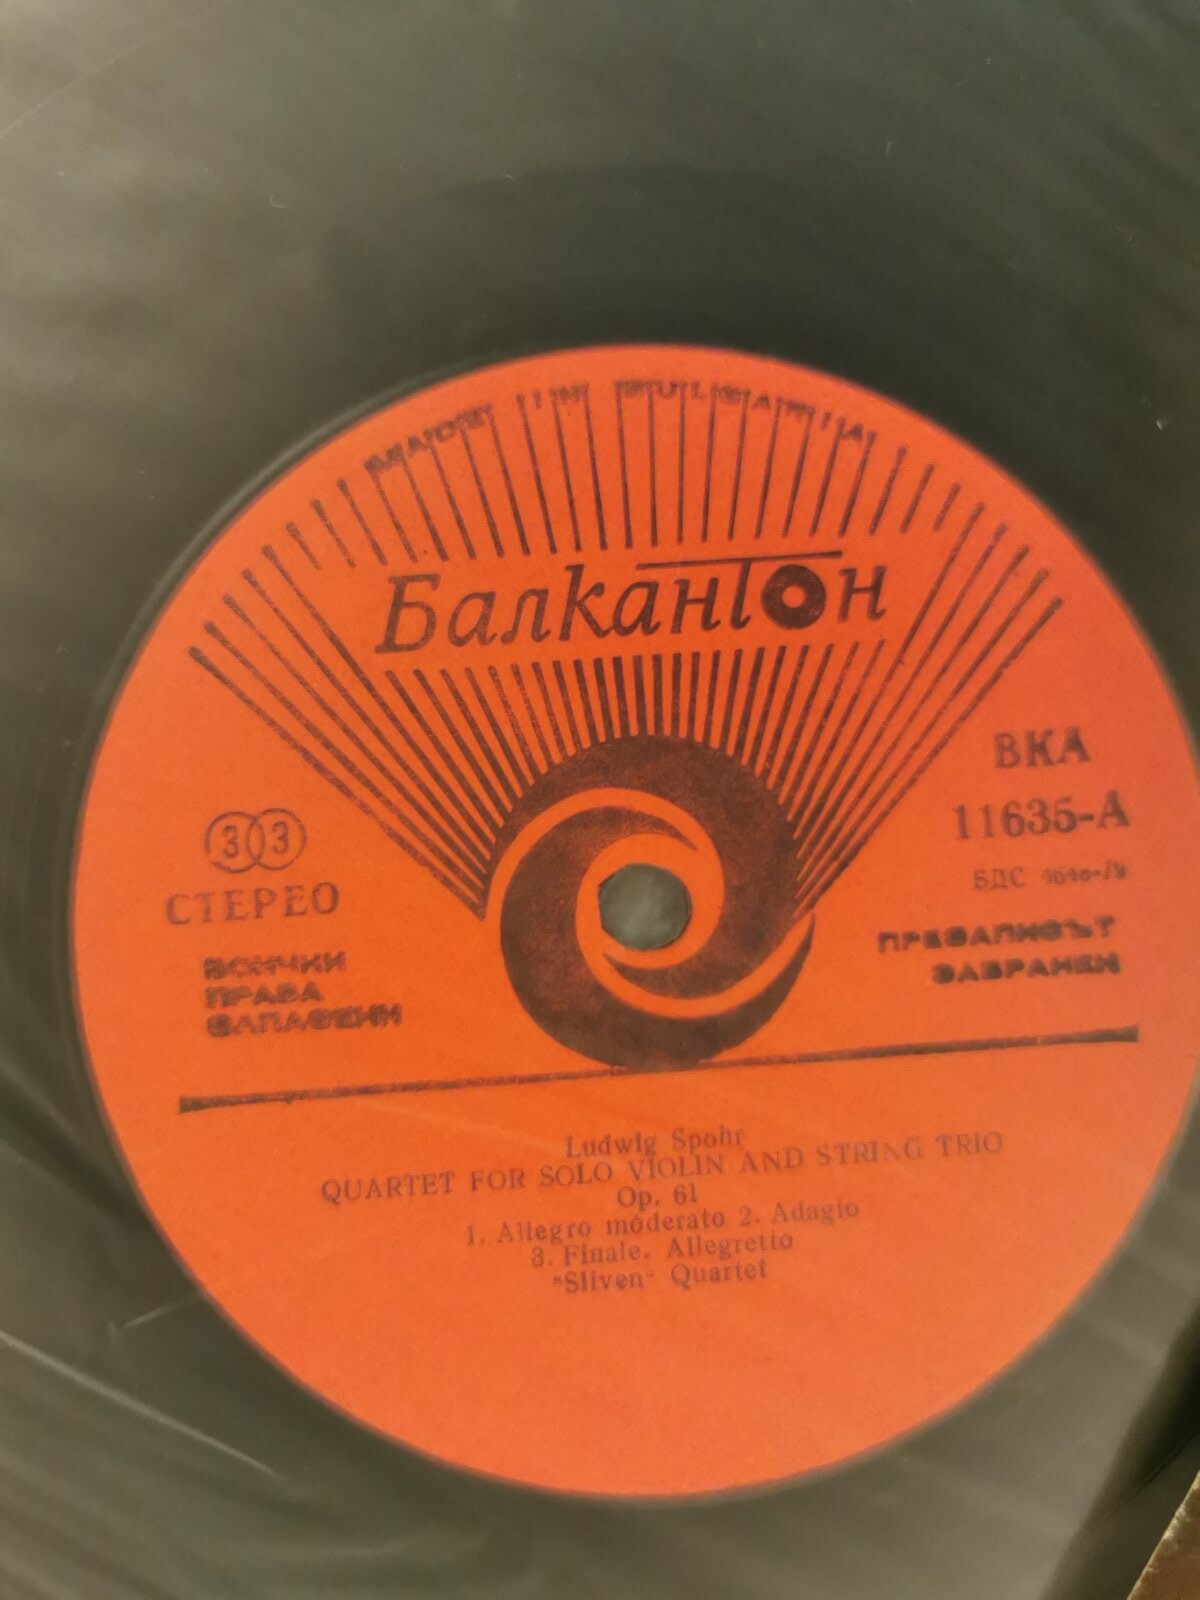 MADE IN BULGARIA
Балкантон
ВКА
11635-А
БДС
33
СТЕРЕО
ВСИЧКИ
ПРАВА
ЗАПАЗЕНИ
ПРЕЗАПИСЪТ
ЗАБРАНЕН
Ludwig Spohr
QUARTET FOR SOLO VIOLIN AND STRING TRIO
Op. 61
1. Allegro moderato 2. Adagio
3. Finale. Allegretto
"Sliven" Quartet